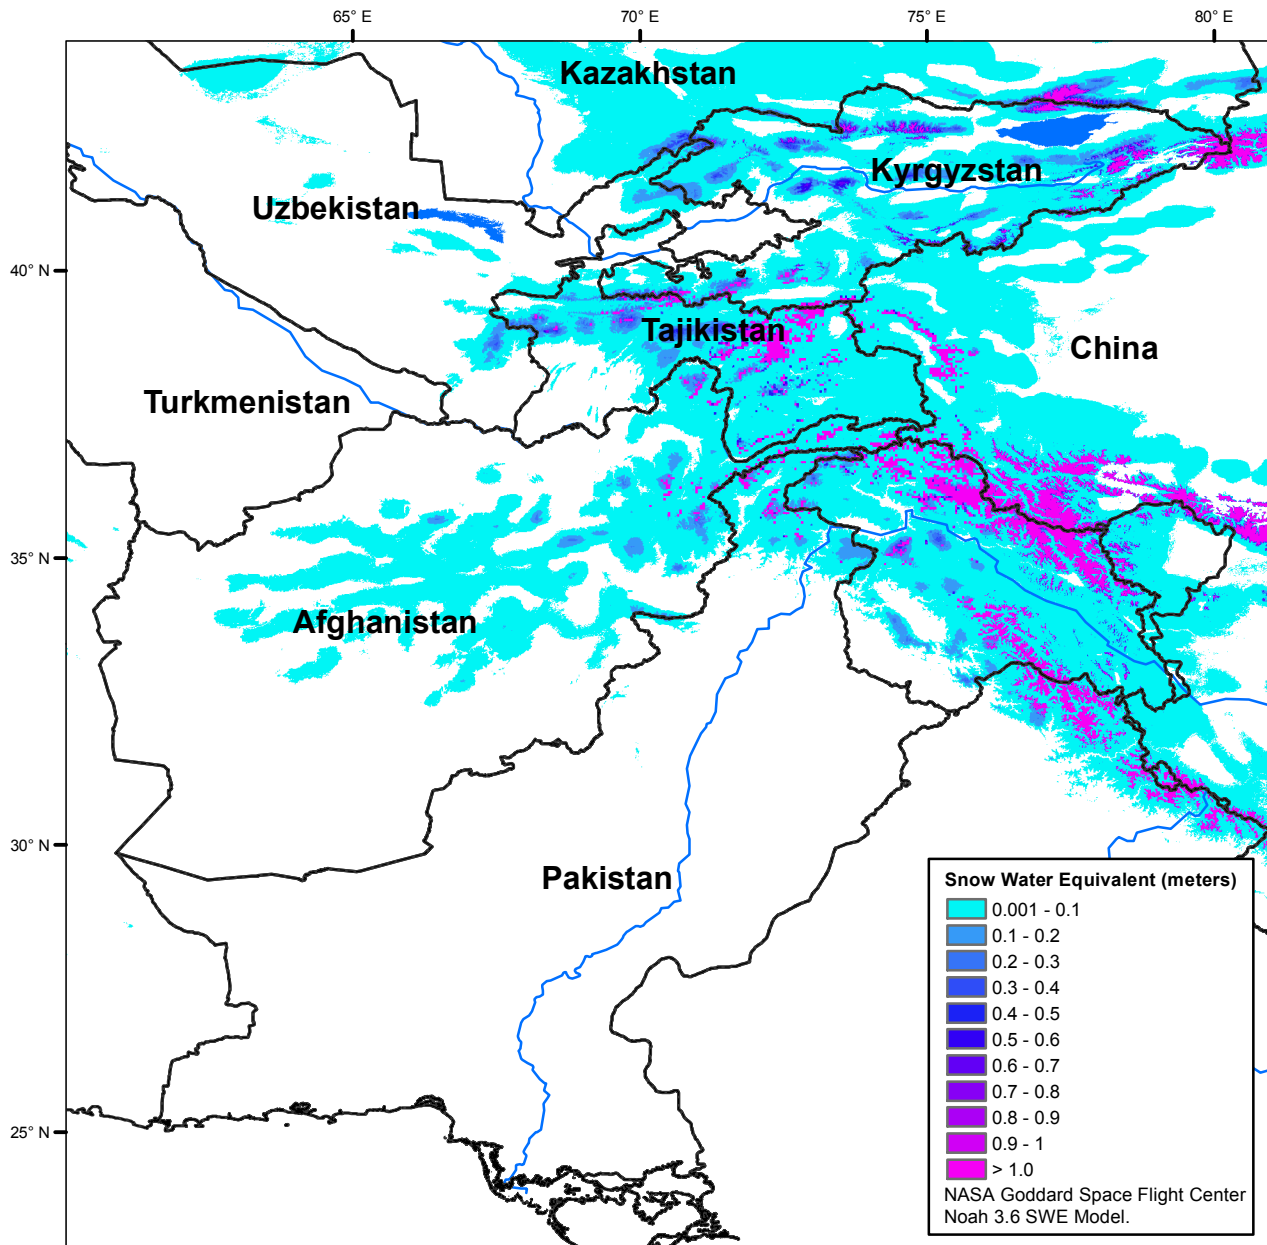 65° E
70° E
75° E
80° E
Kazakhstan
Kyrgyzstan
Uzbekistan
40° N
Tajikistan
China
Turkmenistan
35° N
Afghanistan
30° N
Pakistan
25° N
Snow Water Equivalent (meters)
0.001 - 0.1
0.1 - 0.2
0.2 - 0.3
0.3 - 0.4
0.4 - 0.5
0.5 - 0.6
0.6 - 0.7
0.7 - 0.8
0.8 - 0.9
0.9 - 1
> 1.0
NASA Goddard Space Flight Center
Noah 3.6 SWE Model.